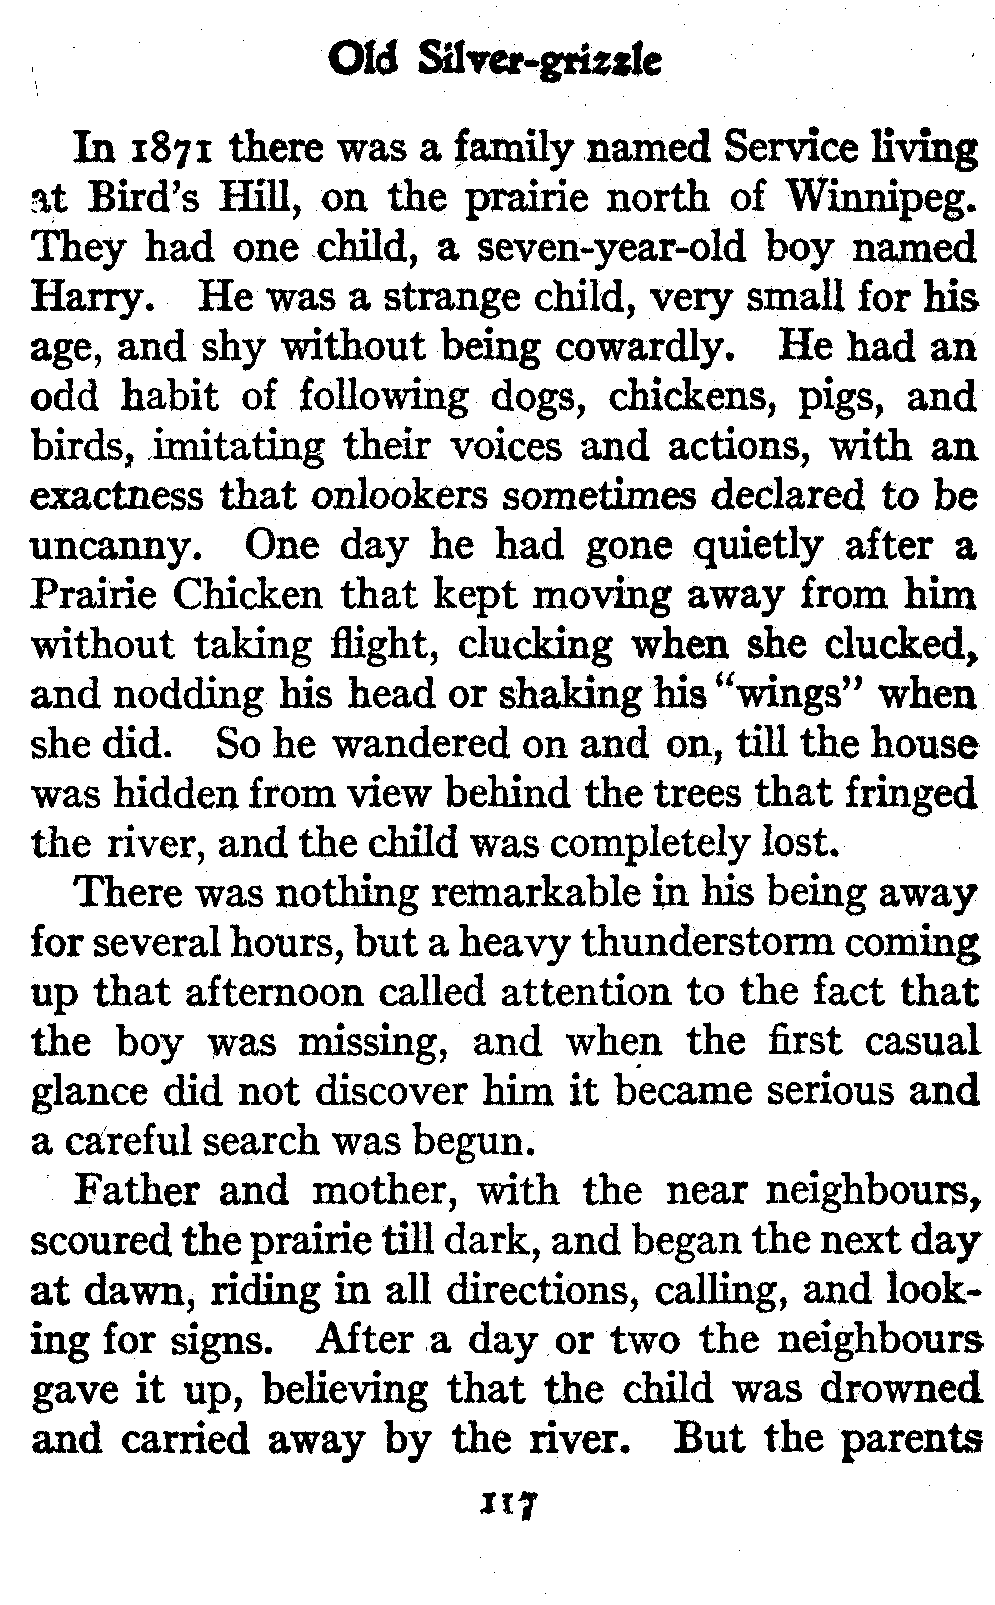 Old Silver-grizzle
In 1871 there was a family named Service living
at Bird's Hill, on the prairie north of Winnipeg.
They had one child, a seven-year-old boy named
Harry. He was a strange child, very small for his
age, and shy without being cowardly. He had an
odd habit of following dogs, chickens, pigs, and
birds, imitating their voices and actions, with an
exactness that onlookers sometimes declared to be
uncanny. One day he had gone quietly after a
Prairie Chicken that kept moving away from him
without taking flight, clucking when she clucked,
and nodding his head or shaking his "wings" when
she did. So he wandered on and on, till the house
was hidden from view behind the trees that fringed
the river, and the child was completely lost.
There was nothing remarkable in his being away
for several hours, but a heavy thunderstorm coming
up that afternoon called attention to the fact that
the boy was missing, and when the first casual
glance did not discover him it became serious and
a careful search was begun.
Father and mother, with the near neighbours,
scoured the prairie till dark, and began the next day
at dawn, riding in all directions, calling, and look-
ing for signs. After a day or two the neighbours
gave it up, believing that the child was drowned
and carried away by the river. But the parents
117